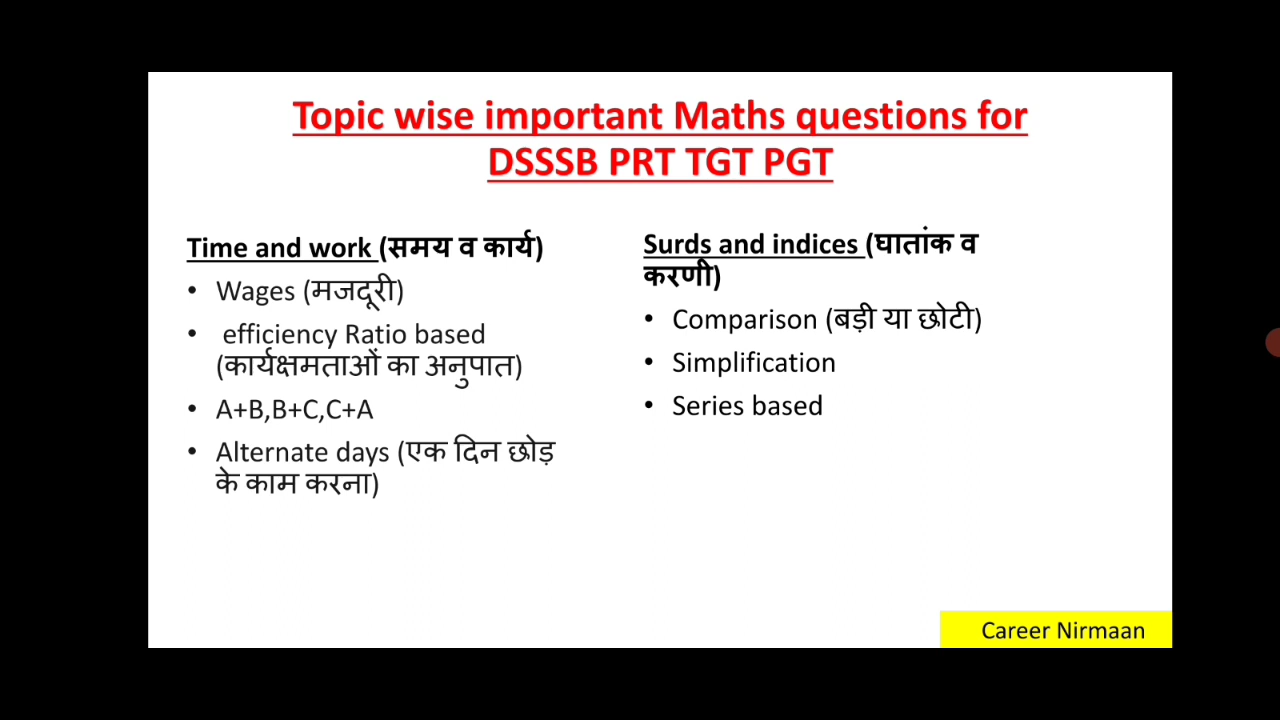 Topic wise important Maths questions for
DSSSB PRT TGT PGT
Time and work (समय व कार्य)
• Wages (मजदूरी)
• efficiency Ratio based
(कार्यक्षमताओं का अनुपात)
• A+B,B+C,C+A
• Alternate days (एक दिन छोड़
के काम करना)
Surds and indices (घातांक व
करणी)
• Comparison (बड़ी या छोटी)
• Simplification
• Series based
Career Nirmaan